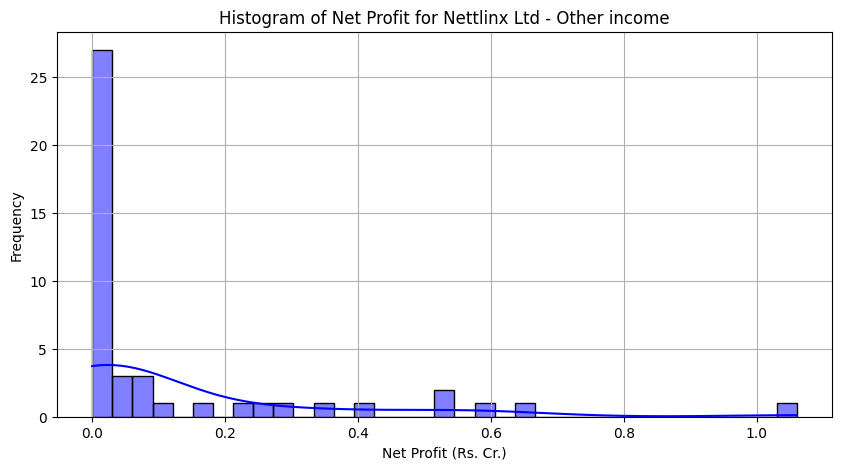 Histogram of Net Profit for Nettlinx Ltd - Other income
Frequency
25
20
15
10
5
0
0.0 0.2 0.4 0.6 0.8 1.0
Net Profit (Rs. Cr.)